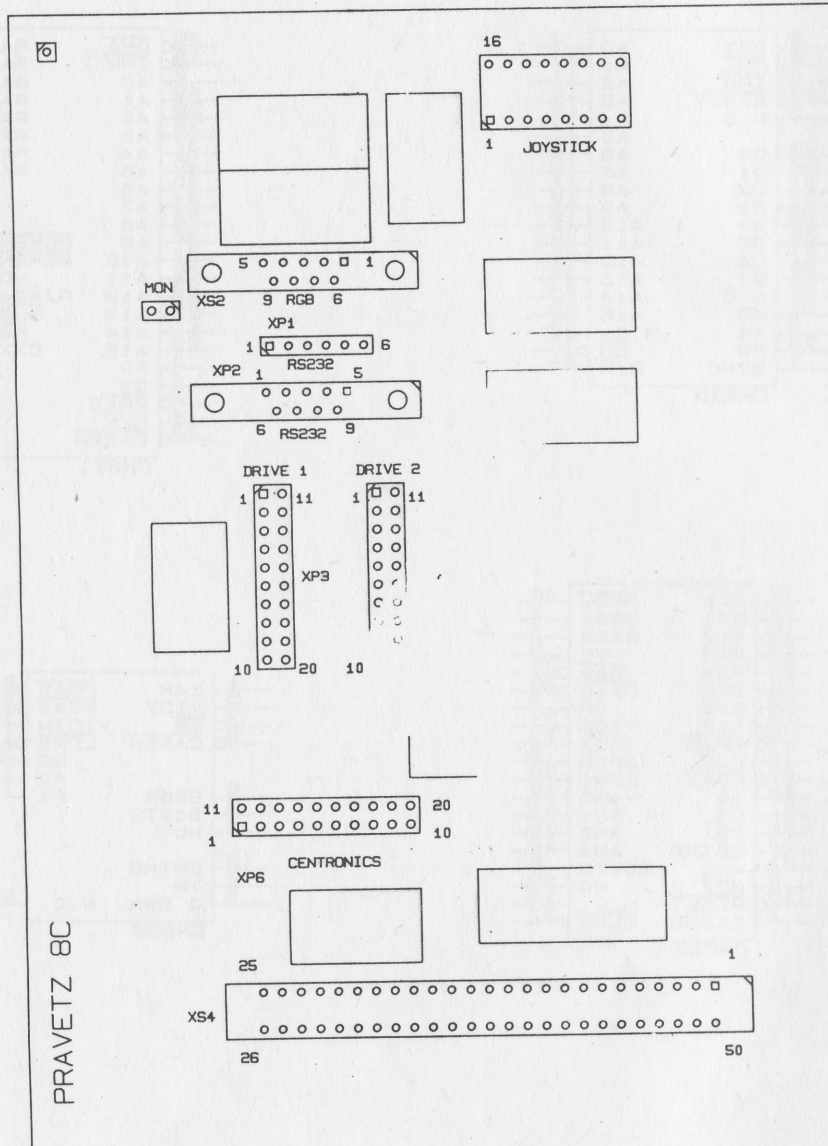 16
1
JOYSTICK
5 1
9 RGB 6
XS2
MON
XP1
1 6
RS232
XP2
1 5
6 RS232 9
DRIVE 1
1 11
XP3
10 20
DRIVE 2
1 11
10
11 20
1 10
CENTRONICS
XP6
25 1
XS4
26 50
PRAVETZ 8C